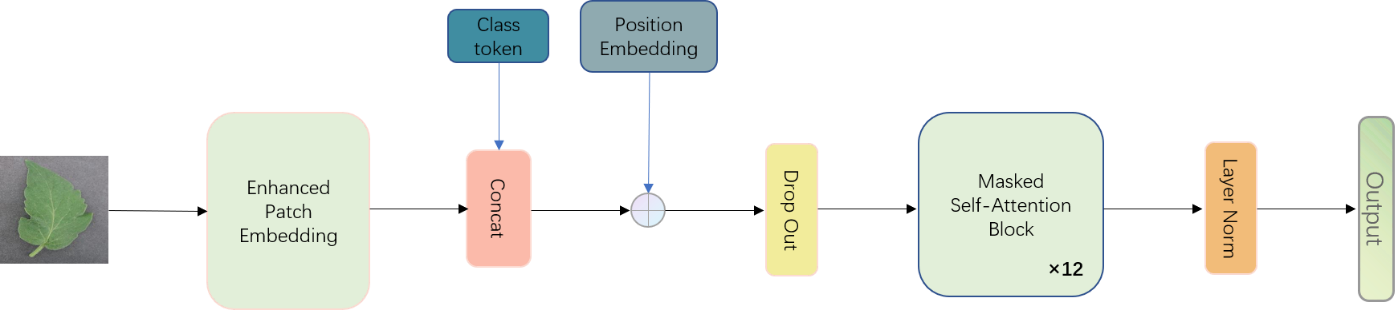 Class
token
Position
Embedding
Enhanced
Patch
Embedding
Concat
Drop Out
Masked
Self-Attention
Block
×12
Layer Norm
Output